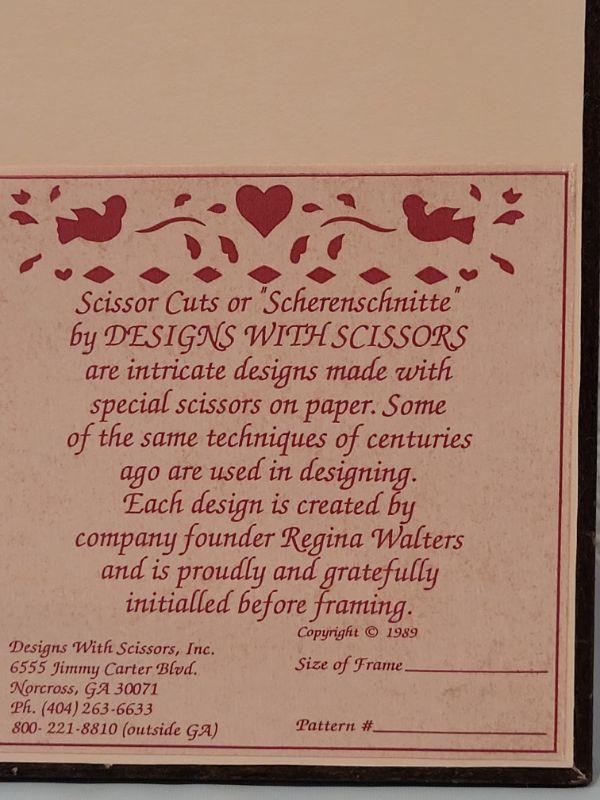 Scissor Cuts or "Scherenschnitte"
by DESIGNS WITH SCISSORS
are intricate designs made with
special scissors on paper. Some
of the same techniques of centuries
ago are used in designing.
Each design is created by
company founder Regina Walters
and is proudly and gratefully
initialled before framing.
Copyright © 1989
Designs With Scissors, Inc.
6555 Jimmy Carter Blvd.
Norcross, GA 30071
Ph. (404) 263-6633
800- 221-8810 (outside GA)
Size of Frame
Pattern #